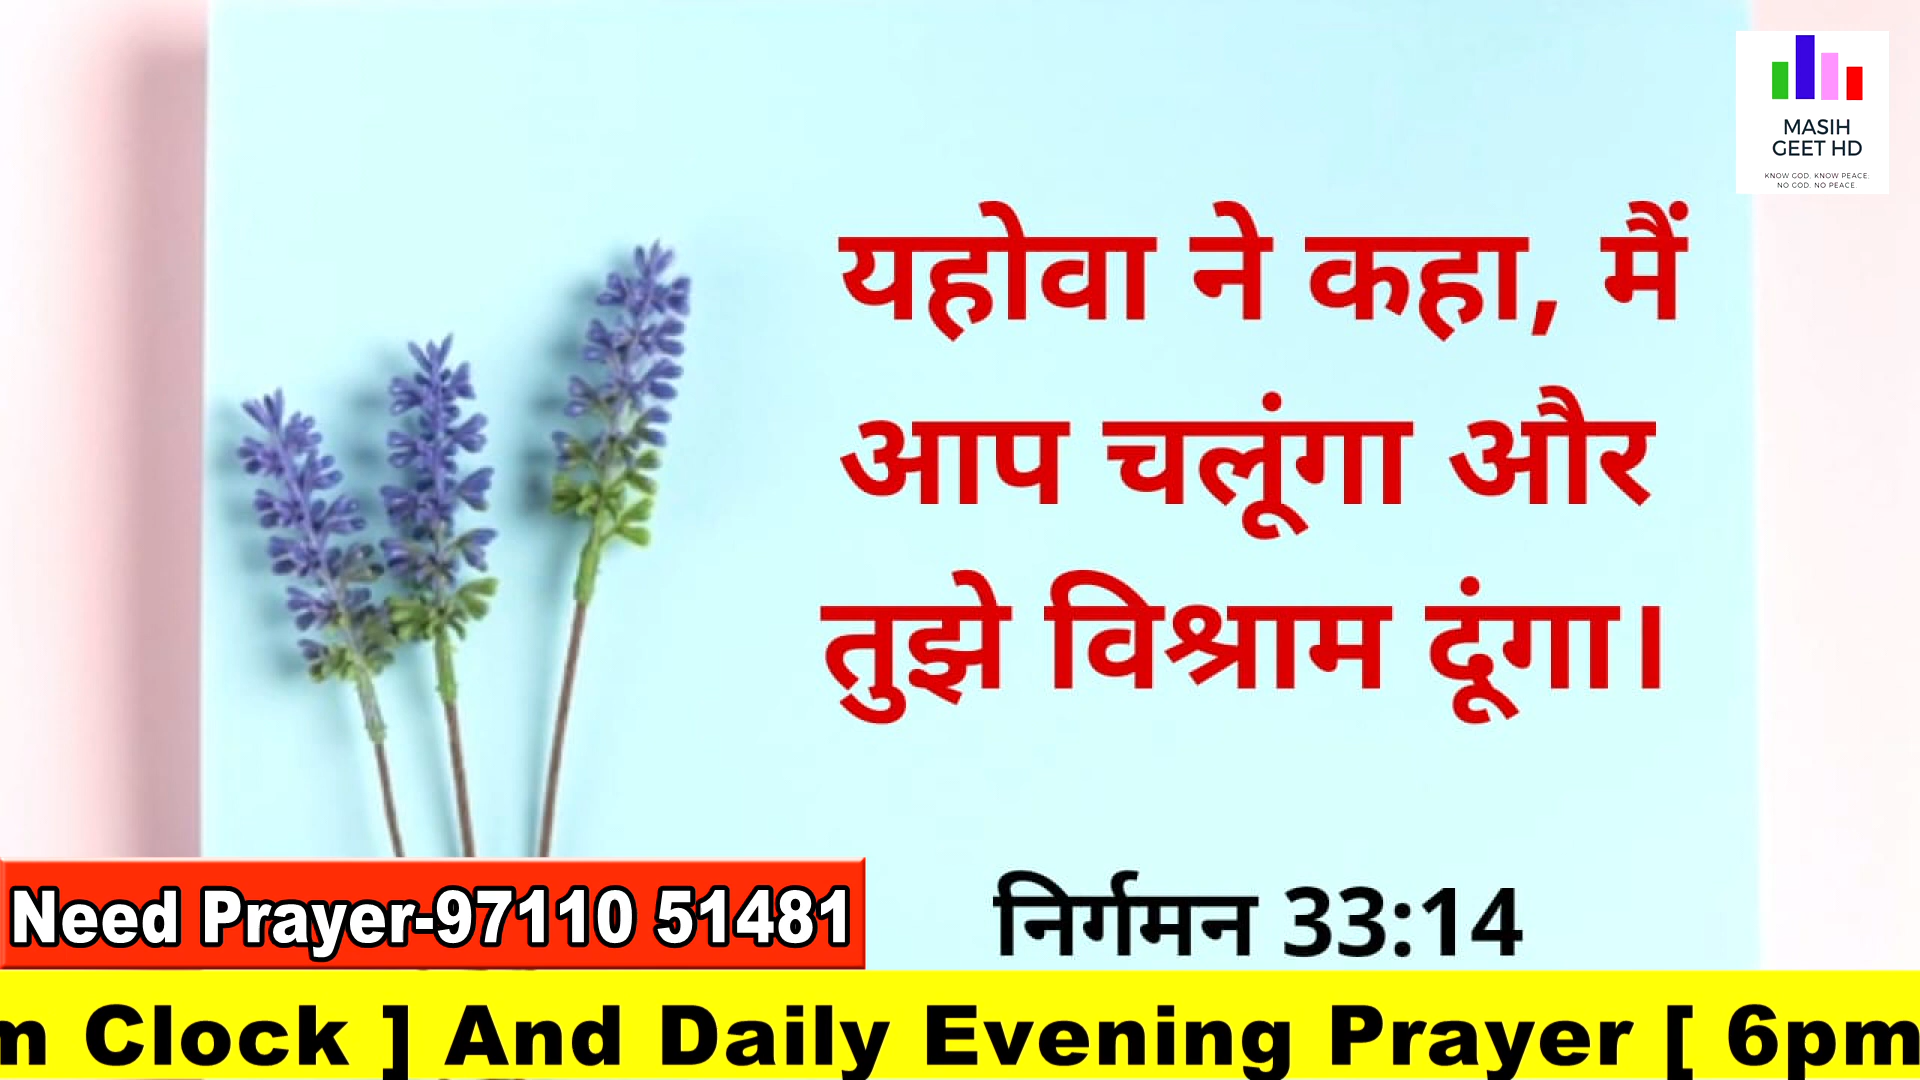 MASIH
GEET HD
KNOW GOD. KNOW PEACE.
NO GOD. NO PEACE.
यहोवा ने कहा, मैं
आप चलूंगा और
तुझे विश्राम दूंगा।
निर्गमन 33:14
Need Prayer-97110 51481
m Clock ] And Daily Evening Prayer [ 6pm